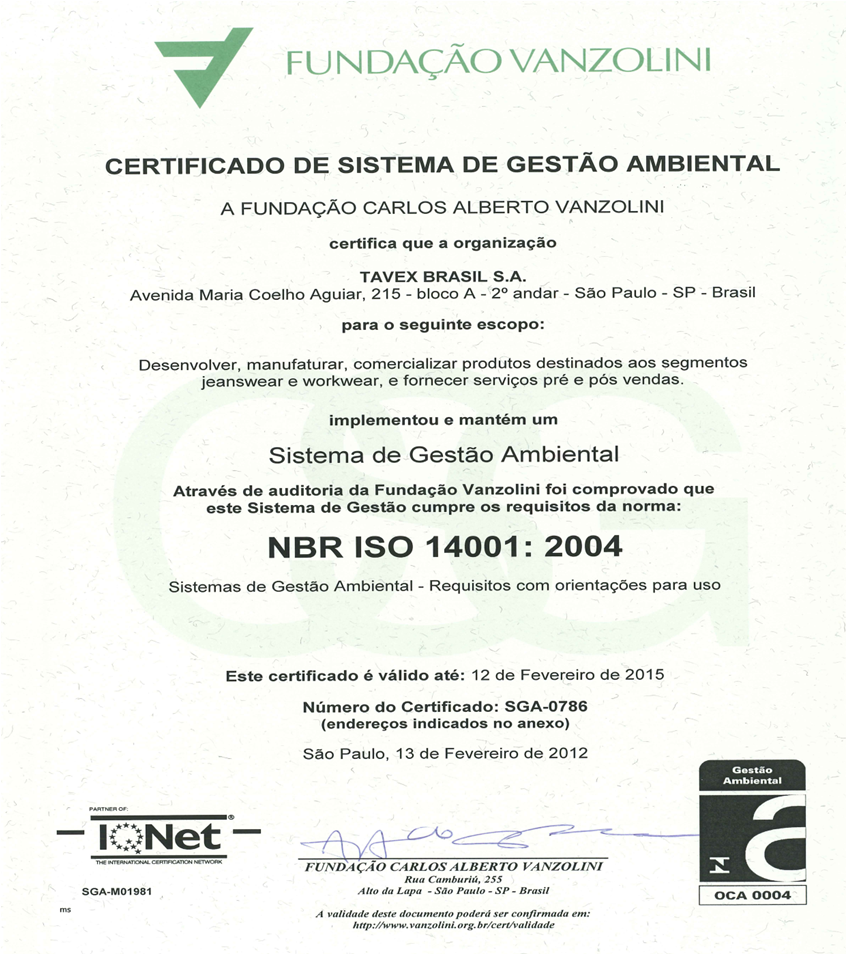 FUNDAÇÃO VANZOLINI
CERTIFICADO DE SISTEMA DE GESTÃO AMBIENTAL
A FUNDAÇÃO CARLOS ALBERTO VANZOLINI
certifica que a organização
TAVEX BRASIL S.A.
Avenida Maria Coelho Aguiar, 215 - bloco A - 2º andar - São Paulo - SP - Brasil
para o seguinte escopo:
Desenvolver, manufaturar, comercializar produtos destinados aos segmentos
jeanswear e workwear, e fornecer serviços pré e pós vendas.
implementou e mantém um
Sistema de Gestão Ambiental
Através de auditoria da Fundação Vanzolini foi comprovado que
este Sistema de Gestão cumpre os requisitos da norma:
NBR ISO 14001: 2004
Sistemas de Gestão Ambiental - Requisitos com orientações para uso
Este certificado é válido até: 12 de Fevereiro de 2015
Número do Certificado: SGA-0786
(endereços indicados no anexo)
São Paulo, 13 de Fevereiro de 2012
PARTNER OF:
IQNet®
THE INTERNATIONAL CERTIFICATION NETWORK
SGA-M01981
ms
FUNDAÇÃO CARLOS ALBERTO VANZOLINI
Rua Camburiú, 255
Alto da Lapa - São Paulo - SP - Brasil
A validade deste documento poderá ser confirmada em:
http://www.vanzolini.org.br/cert/validade
Gestão
Ambiental
OCA 0004